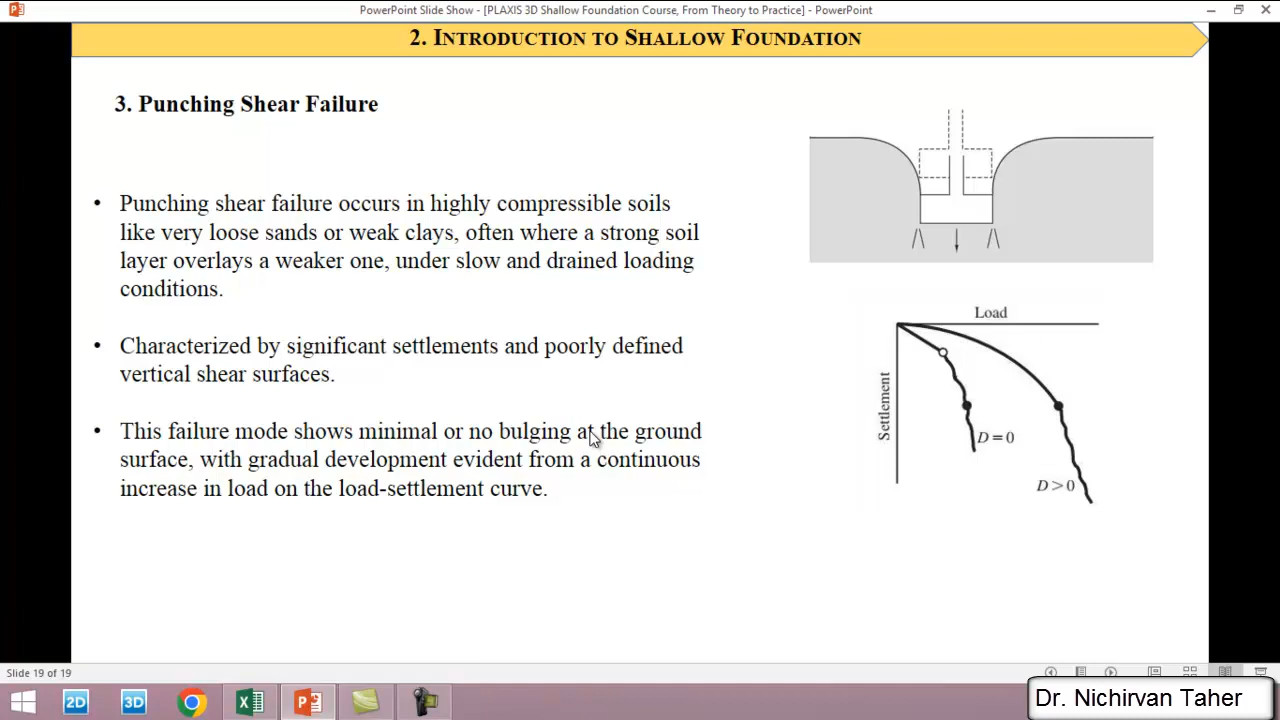 PowerPoint Slide Show - [PLAXIS 3D Shallow Foundation Course, From Theory to Practice] - PowerPoint
2. INTRODUCTION TO SHALLOW FOUNDATION
3. Punching Shear Failure
• Punching shear failure occurs in highly compressible soils
like very loose sands or weak clays, often where a strong soil
layer overlays a weaker one, under slow and drained loading
conditions.
• Characterized by significant settlements and poorly defined
vertical shear surfaces.
• This failure mode shows minimal or no bulging at the ground
surface, with gradual development evident from a continuous
increase in load on the load-settlement curve.
Load
Settlement
D = 0
D > 0
Slide 19 of 19
2D
3D
Dr. Nichirvan Taher